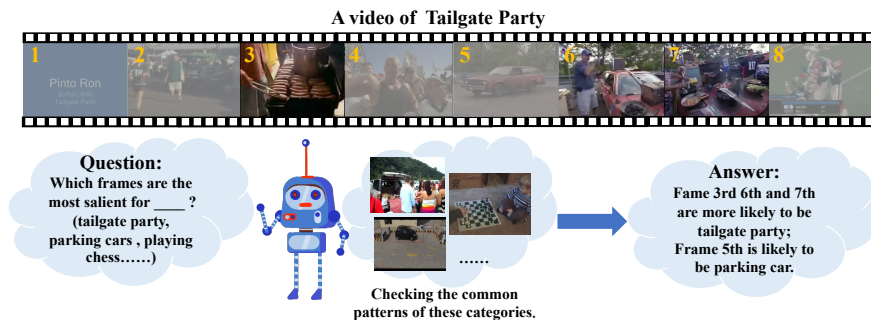 A video of Tailgate Party
1 2 3 4 5 6 7 8
Pinto Ron
Tailgate Party
Question:
Which frames are the
most salient for ____ ?
(tailgate party,
parking cars , playing
chess……)
……
Checking the common
patterns of these categories.
Answer:
Fame 3rd 6th and 7th
are more likely to be
tailgate party;
Frame 5th is likely to
be parking car.